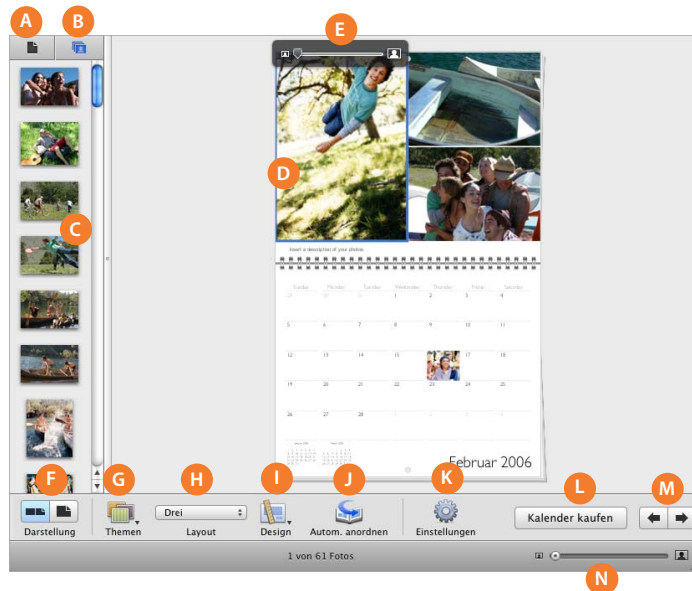 A
B
E
D
C
Insert a description of your photos.
Sunday Monday Tuesday Wednesday Thursday Friday Saturday
1 2 3 4
5 6 7 8 9 10 11
12 13 14 15 17 18
19 20 21 22 23 24 25
26 27 28
Februar 2006
F
G
H
I
J
K
L
M
Drei
Kalender kaufen
Darstellung Themen Layout Design Autom. anordnen Einstellungen
1 von 61 Fotos
N